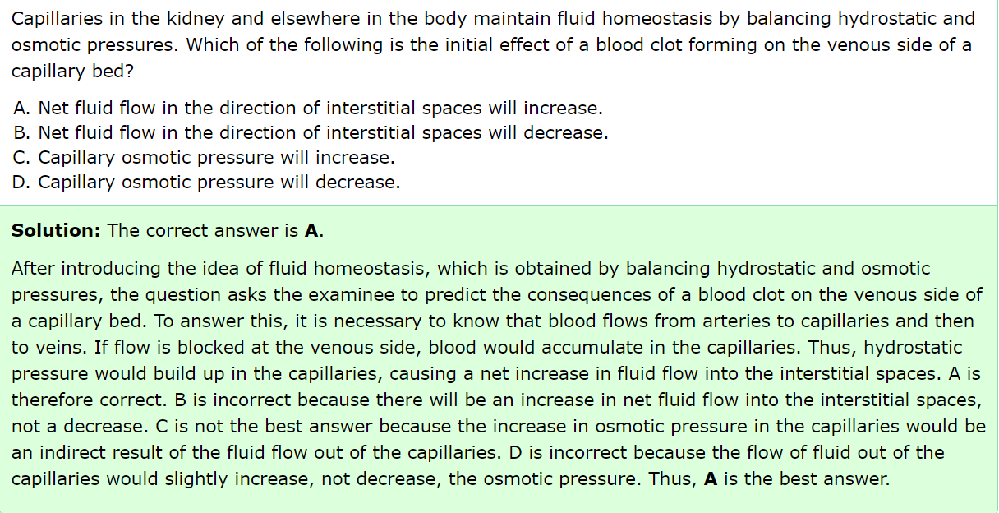 Capillaries in the kidney and elsewhere in the body maintain fluid homeostasis by balancing hydrostatic and
osmotic pressures. Which of the following is the initial effect of a blood clot forming on the venous side of a
capillary bed?
A. Net fluid flow in the direction of interstitial spaces will increase.
B. Net fluid flow in the direction of interstitial spaces will decrease.
C. Capillary osmotic pressure will increase.
D. Capillary osmotic pressure will decrease.
Solution: The correct answer is A.
After introducing the idea of fluid homeostasis, which is obtained by balancing hydrostatic and osmotic
pressures, the question asks the examinee to predict the consequences of a blood clot on the venous side of
a capillary bed. To answer this, it is necessary to know that blood flows from arteries to capillaries and then
to veins. If flow is blocked at the venous side, blood would accumulate in the capillaries. Thus, hydrostatic
pressure would build up in the capillaries, causing a net increase in fluid flow into the interstitial spaces. A is
therefore correct. B is incorrect because there will be an increase in net fluid flow into the interstitial spaces,
not a decrease. C is not the best answer because the increase in osmotic pressure in the capillaries would be
an indirect result of the fluid flow out of the capillaries. D is incorrect because the flow of fluid out of the
capillaries would slightly increase, not decrease, the osmotic pressure. Thus, A is the best answer.